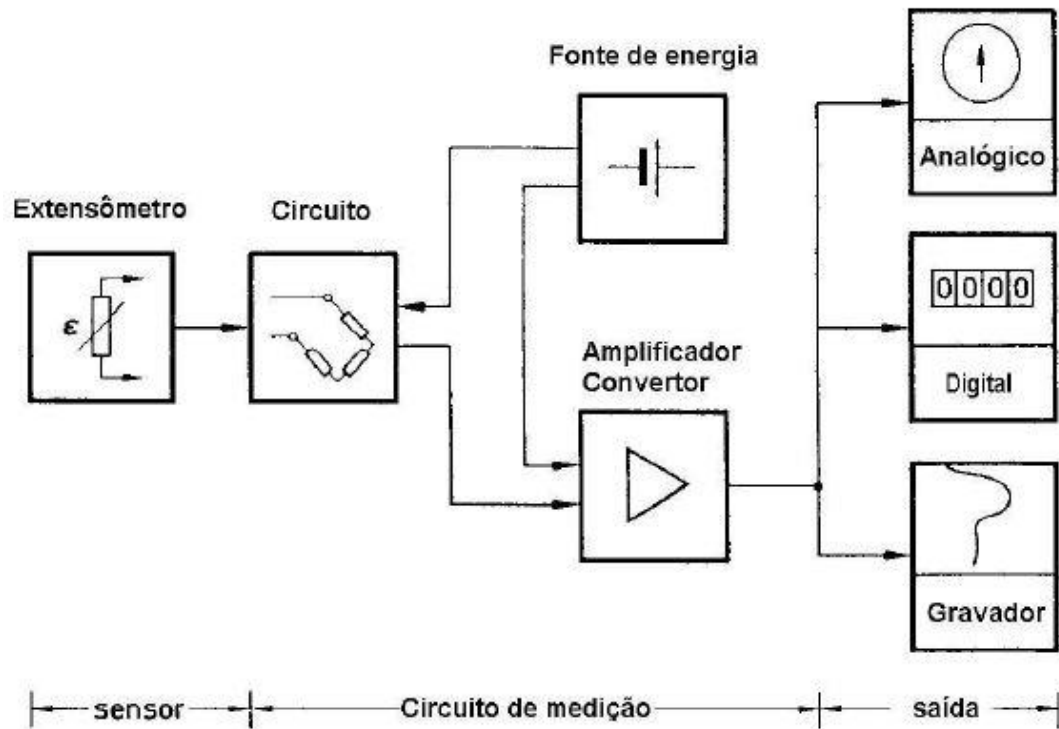 Fonte de energia
Analógico
Extensômetro
Circuito
ε
0000
Digital
Amplificador
Convertor
Gravador
sensor
Circuito de medição
saída